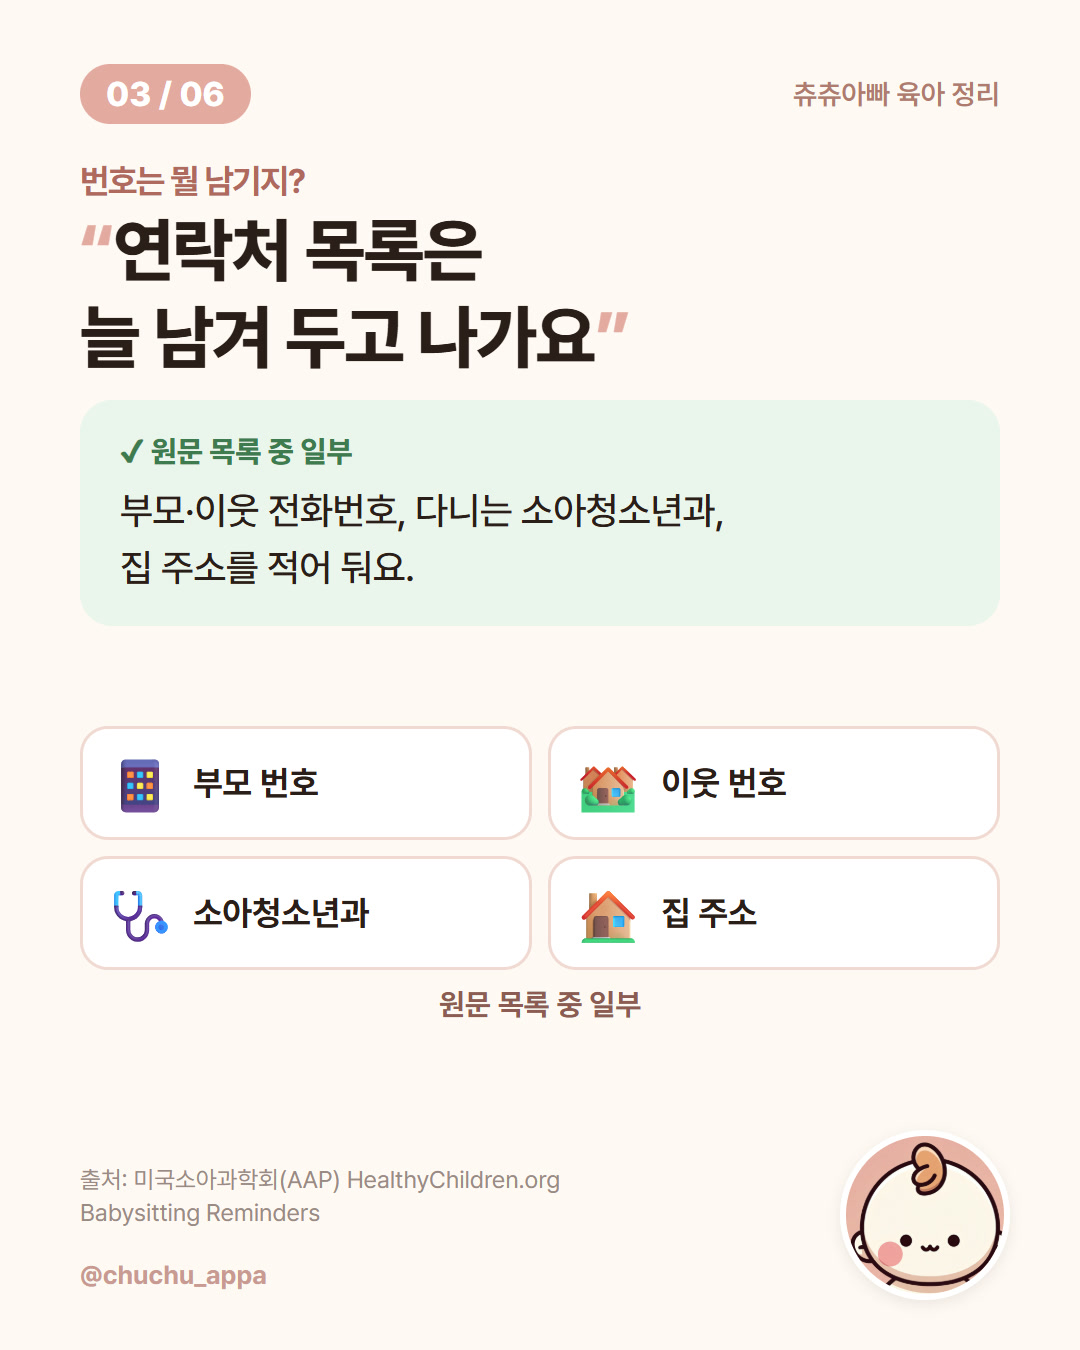 03 / 06
츄츄아빠 육아 정리
번호는 뭘 남기지?
“연락처 목록은
늘 남겨 두고 나가요”
✔ 원문 목록 중 일부
부모·이웃 전화번호, 다니는 소아청소년과,
집 주소를 적어 둬요.
부모 번호
이웃 번호
소아청소년과
집 주소
원문 목록 중 일부
출처: 미국소아과학회(AAP) HealthyChildren.org
Babysitting Reminders
@chuchu_appa